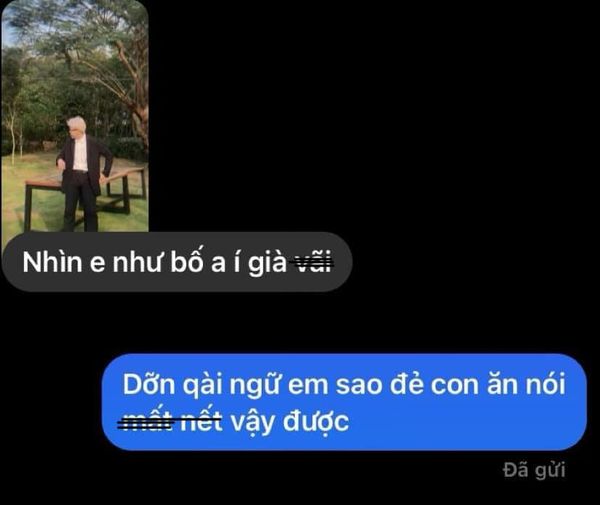 Nhìn e như bố a í già vãi
Dỡn qài ngữ em sao đẻ con ăn nói
mất nết vậy được
Đã gửi